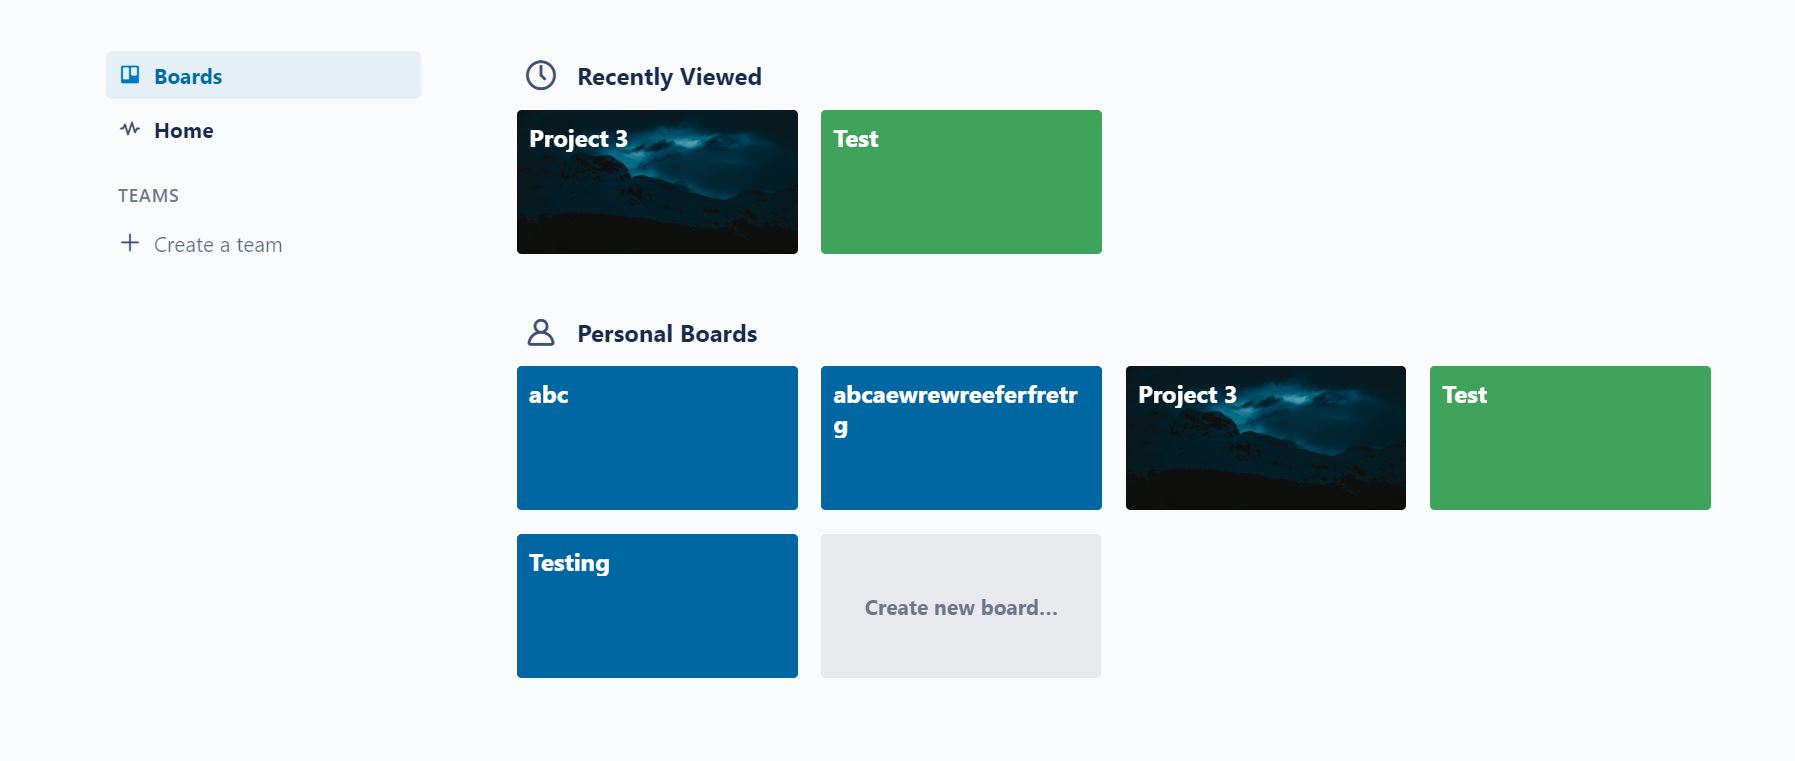 Boards
Home
TEAMS
Create a team
Recently Viewed
Project 3
Test
Personal Boards
abc
abcaewrewreeferfretr
g
Project 3
Test
Testing
Create new board...